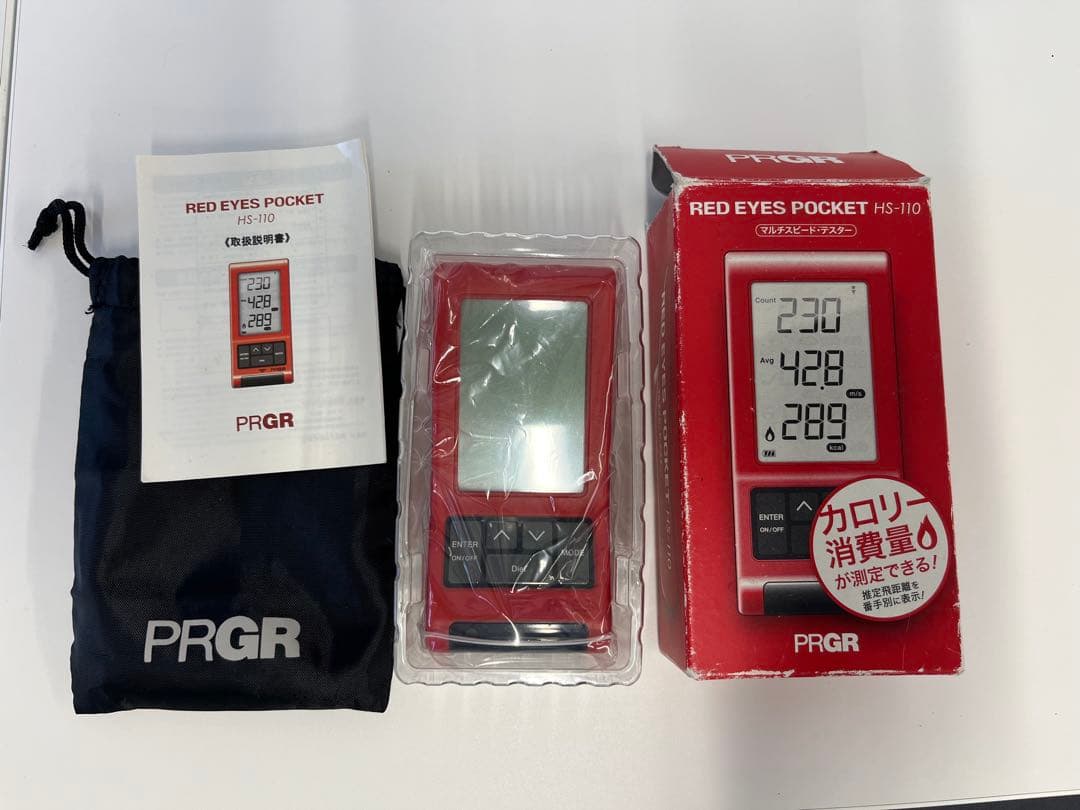 RED EYES POCKET
HS-110
《取扱説明書》
230
42.8
289
PRGR
PRGR
ENTER
ON/OFF
MODE
Diet
PRGR
RED EYES POCKET HS-110
マルチスピード・テスター
Count 230
Avg 42.8
m/s
289
kcal
ENTER
ON/OFF
カロリー
消費量
が測定できる!
推定飛距離を
番手別に表示!
PRGR
RED EYES POCKET